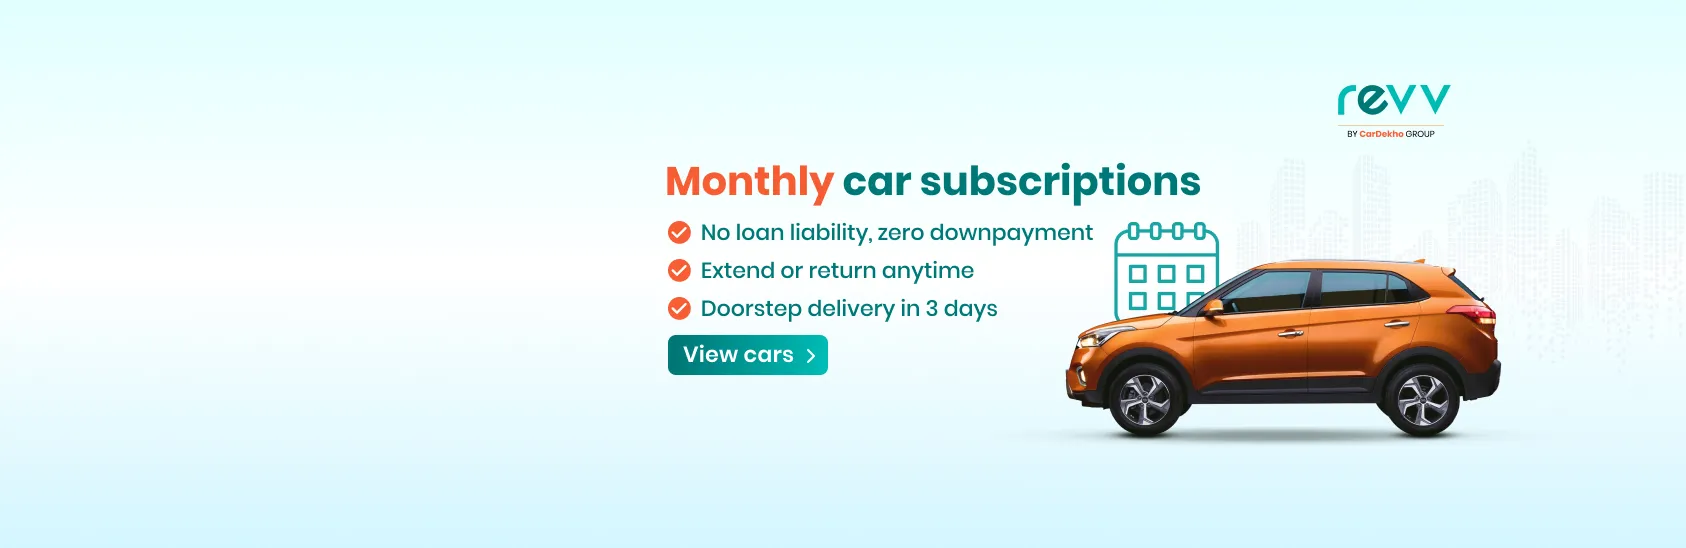 revv
BY CarDekho GROUP
Monthly car subscriptions
No loan liability, zero downpayment
Extend or return anytime
Doorstep delivery in 3 days
View cars